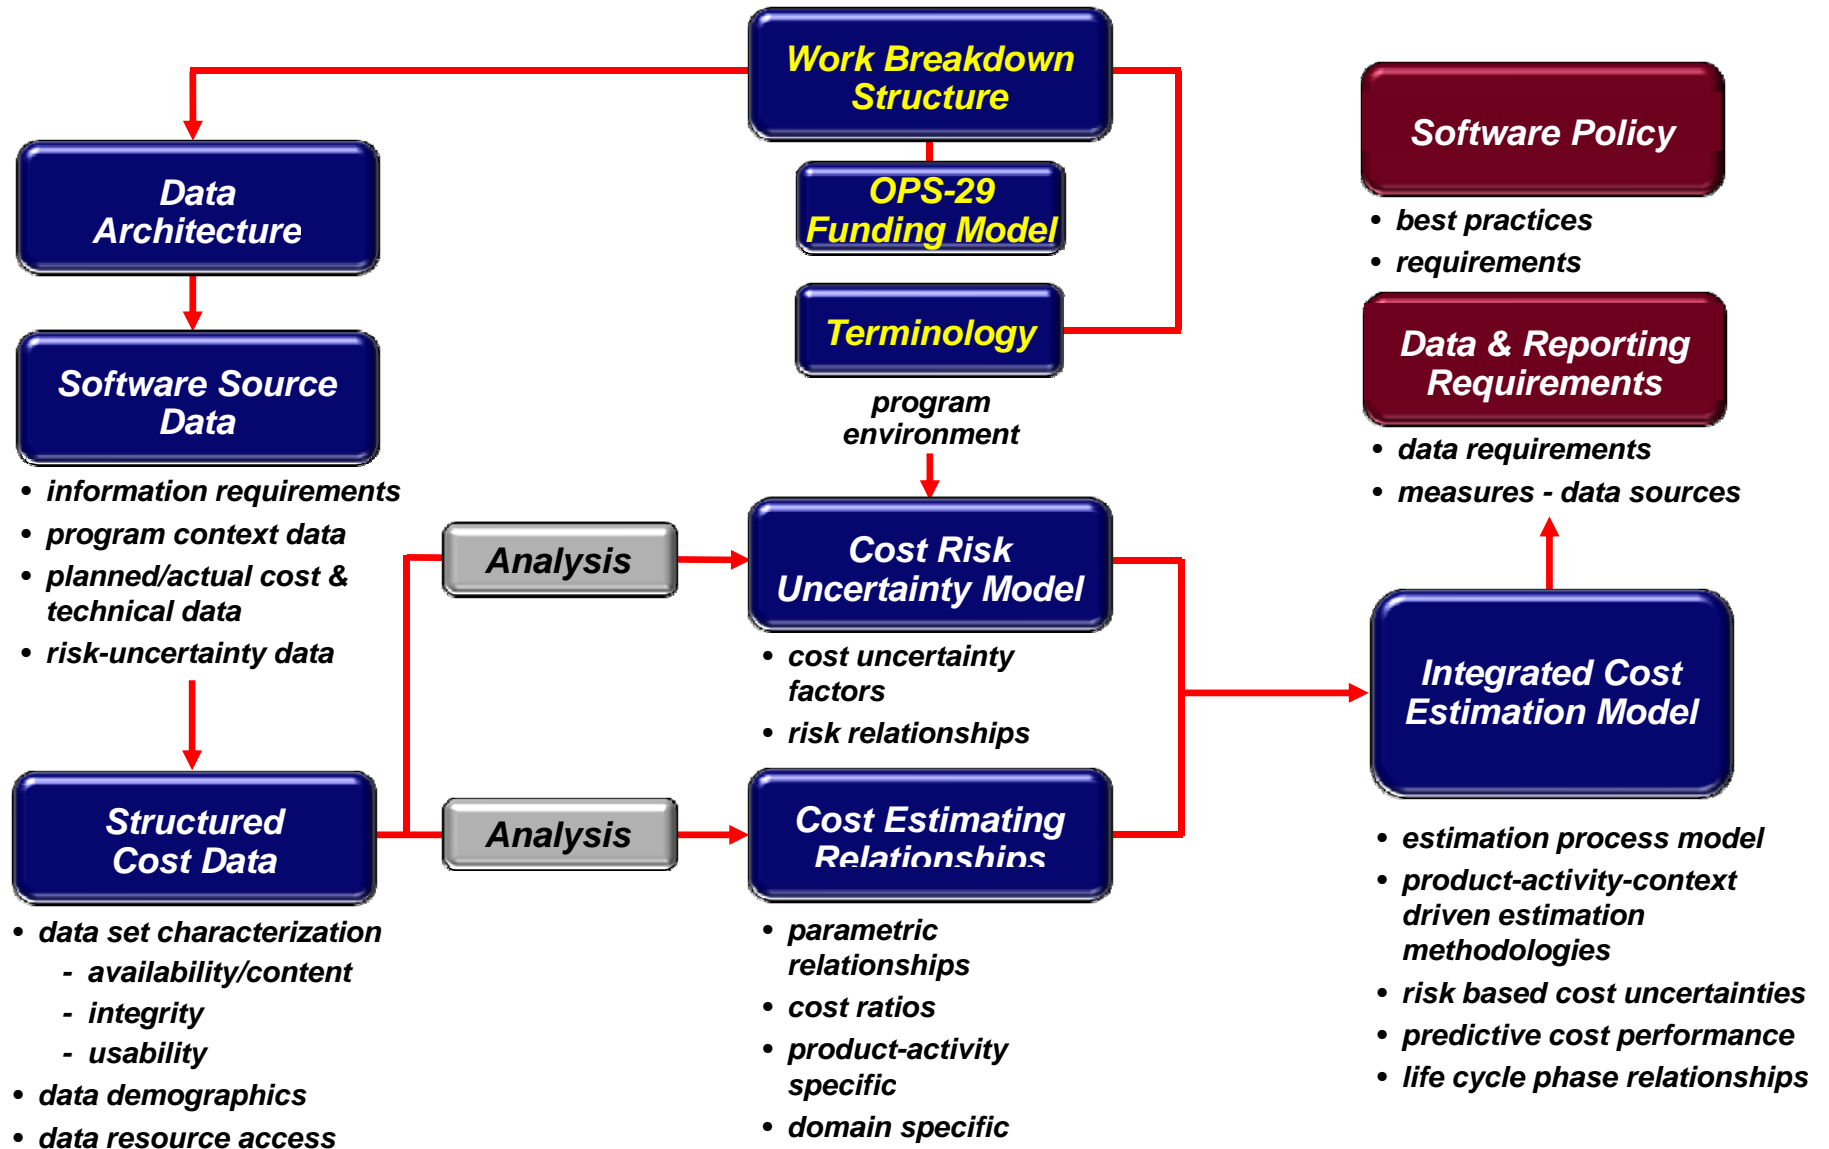 Work Breakdown
Structure
OPS-29
Funding Model
Terminology
program
environment
Data
Architecture
Software Source
Data
• information requirements
• program context data
• planned/actual cost &
technical data
• risk-uncertainty data
Structured
Cost Data
• data set characterization
- availability/content
- integrity
- usability
• data demographics
• data resource access
Analysis
Analysis
Cost Risk
Uncertainty Model
• cost uncertainty
factors
• risk relationships
Cost Estimating
Relationships
• parametric
relationships
• cost ratios
• product-activity
specific
• domain specific
Software Policy
• best practices
• requirements
Data & Reporting
Requirements
• data requirements
• measures - data sources
Integrated Cost
Estimation Model
• estimation process model
• product-activity-context
driven estimation
methodologies
• risk based cost uncertainties
• predictive cost performance
• life cycle phase relationships